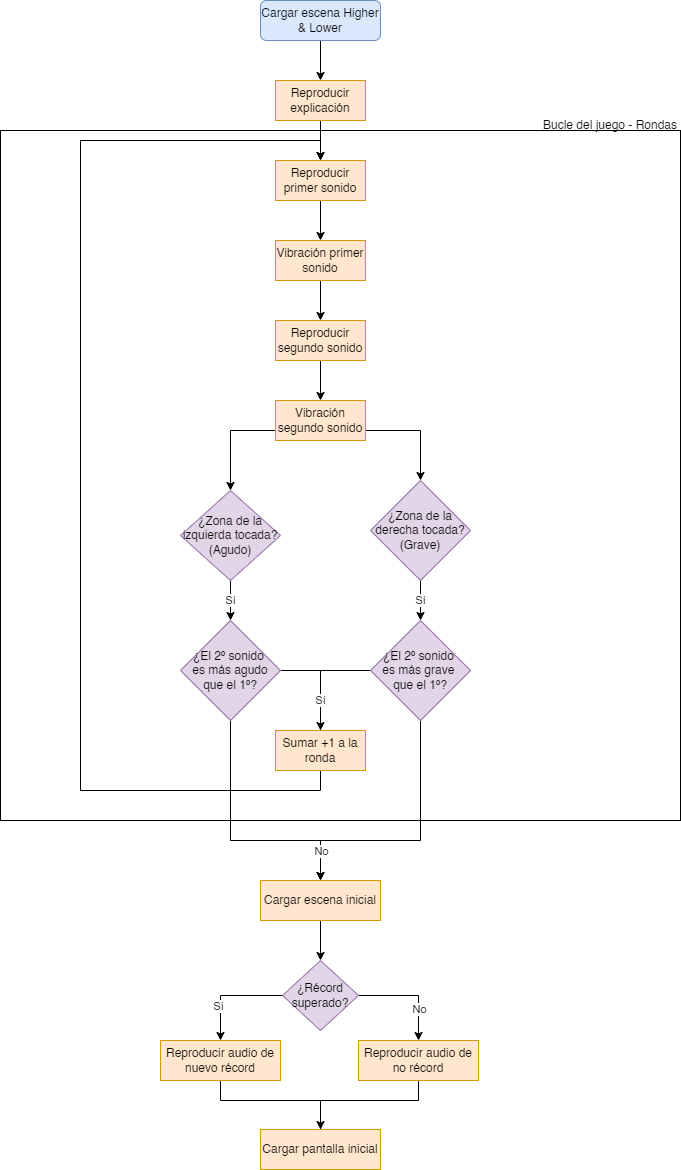 Cargar escena Higher
& Lower
Reproducir
explicación
Bucle del juego - Rondas
Reproducir
primer sonido
Vibración primer
sonido
Reproducir
segundo sonido
Vibración
segundo sonido
¿Zona de la
izquierda tocada?
(Agudo)
¿Zona de la
derecha tocada?
(Grave)
Sí
Sí
¿El 2º sonido
es más agudo
que el 1º?
¿El 2º sonido
es más grave
que el 1º?
Sí
Sumar +1 a la
ronda
No
Cargar escena inicial
¿Récord
superado?
Sí
No
Reproducir audio de
nuevo récord
Reproducir audio de
no récord
Cargar pantalla inicial